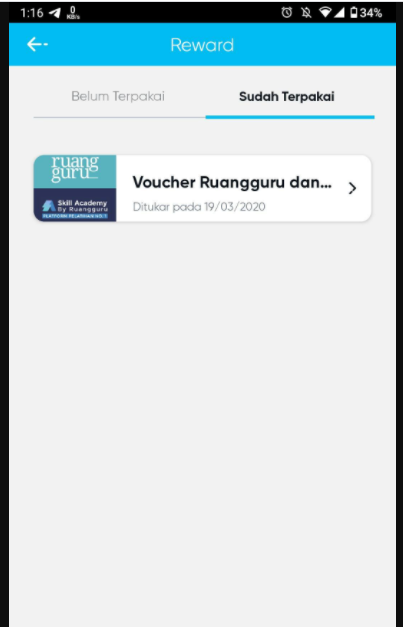 1:16 0 KB/s 34%
Reward
Belum Terpakai Sudah Terpakai
ruang
guru
Skill Academy
By Ruangguru
PLATFORM PELATIHAN NO. 1
Voucher Ruangguru dan...
Ditukar pada 19/03/2020